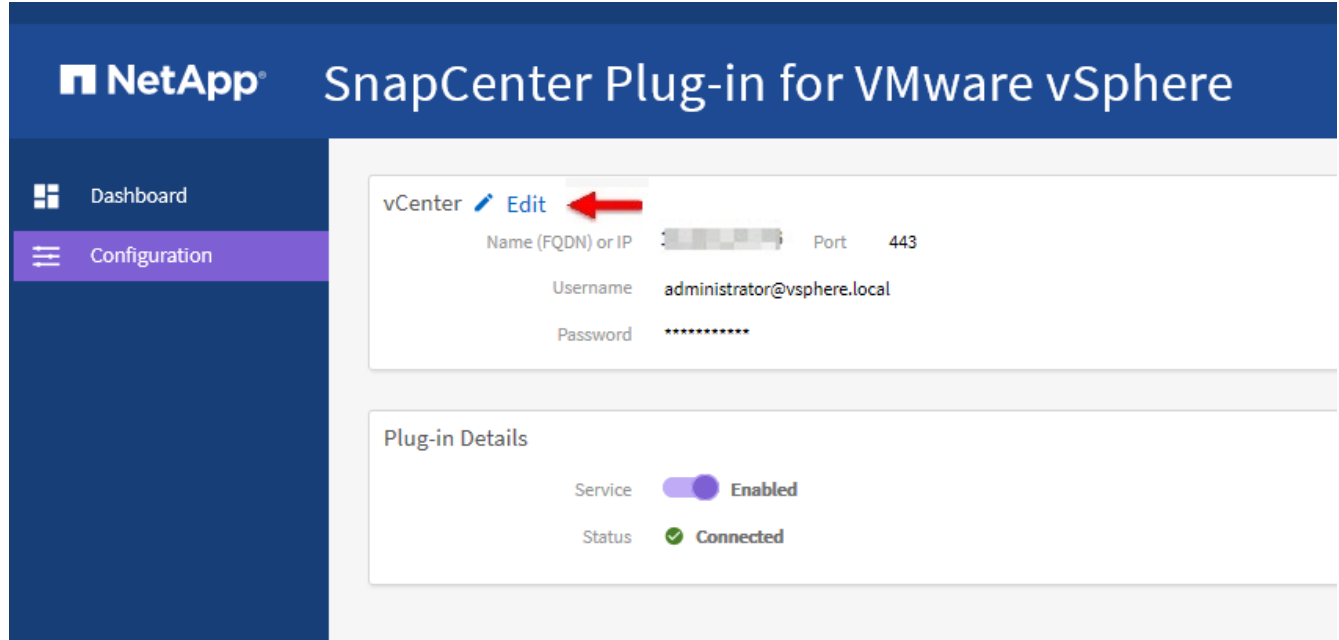 NetApp® SnapCenter Plug-in for VMware vSphere
Dashboard
Configuration
vCenter Edit
Name (FQDN) or IP Port 443
Username administrator@vsphere.local
Password ***********
Plug-in Details
Service Enabled
Status Connected